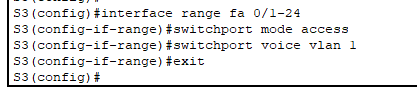 S3(config)#interface range fa 0/1-24
S3(config-if-range)#switchport mode access
S3(config-if-range)#switchport voice vlan 1
S3(config-if-range)#exit
S3(config)#